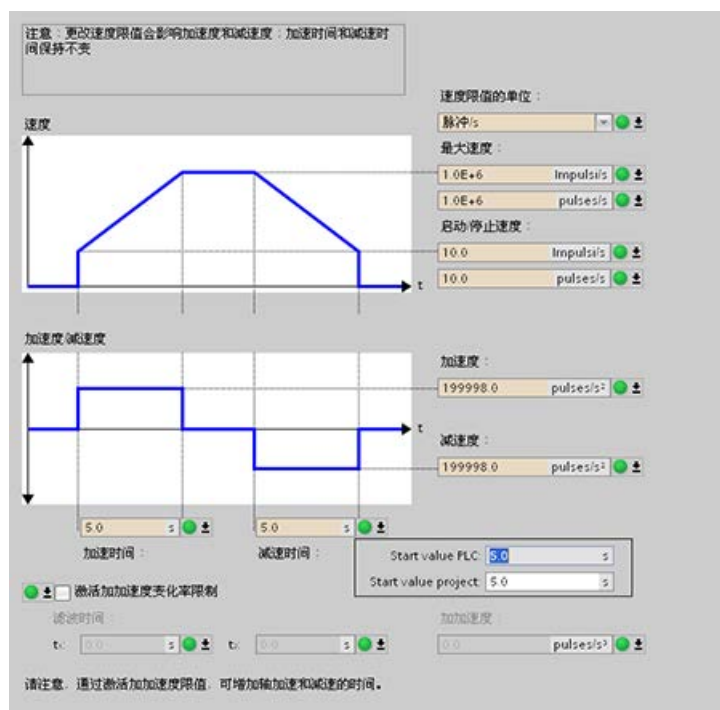 注意：更改速度限值会影响加速度和减速度：加速时间和减速时
间保持不变
速度限值的单位：
脉冲/s
速度
最大速度：
1.0E+6 Impulsi/s
1.0E+6 pulses/s
启动/停止速度：
10.0 Impulsi/s
10.0 pulses/s
t
加速度/减速度
加速度：
199998.0 pulses/s²
t
减速度：
199998.0 pulses/s²
5.0 s
5.0 s
加速时间：
减速时间：
Start value PLC: 5.0 s
Start value project: 5.0 s
激活加加速度变化率限制
滤波时间：
加加速度：
t: 0.0 s
t: 0.0 s
0.0 pulses/s³
请注意，通过激活加加速度限值，可增加轴加速和减速的时间。